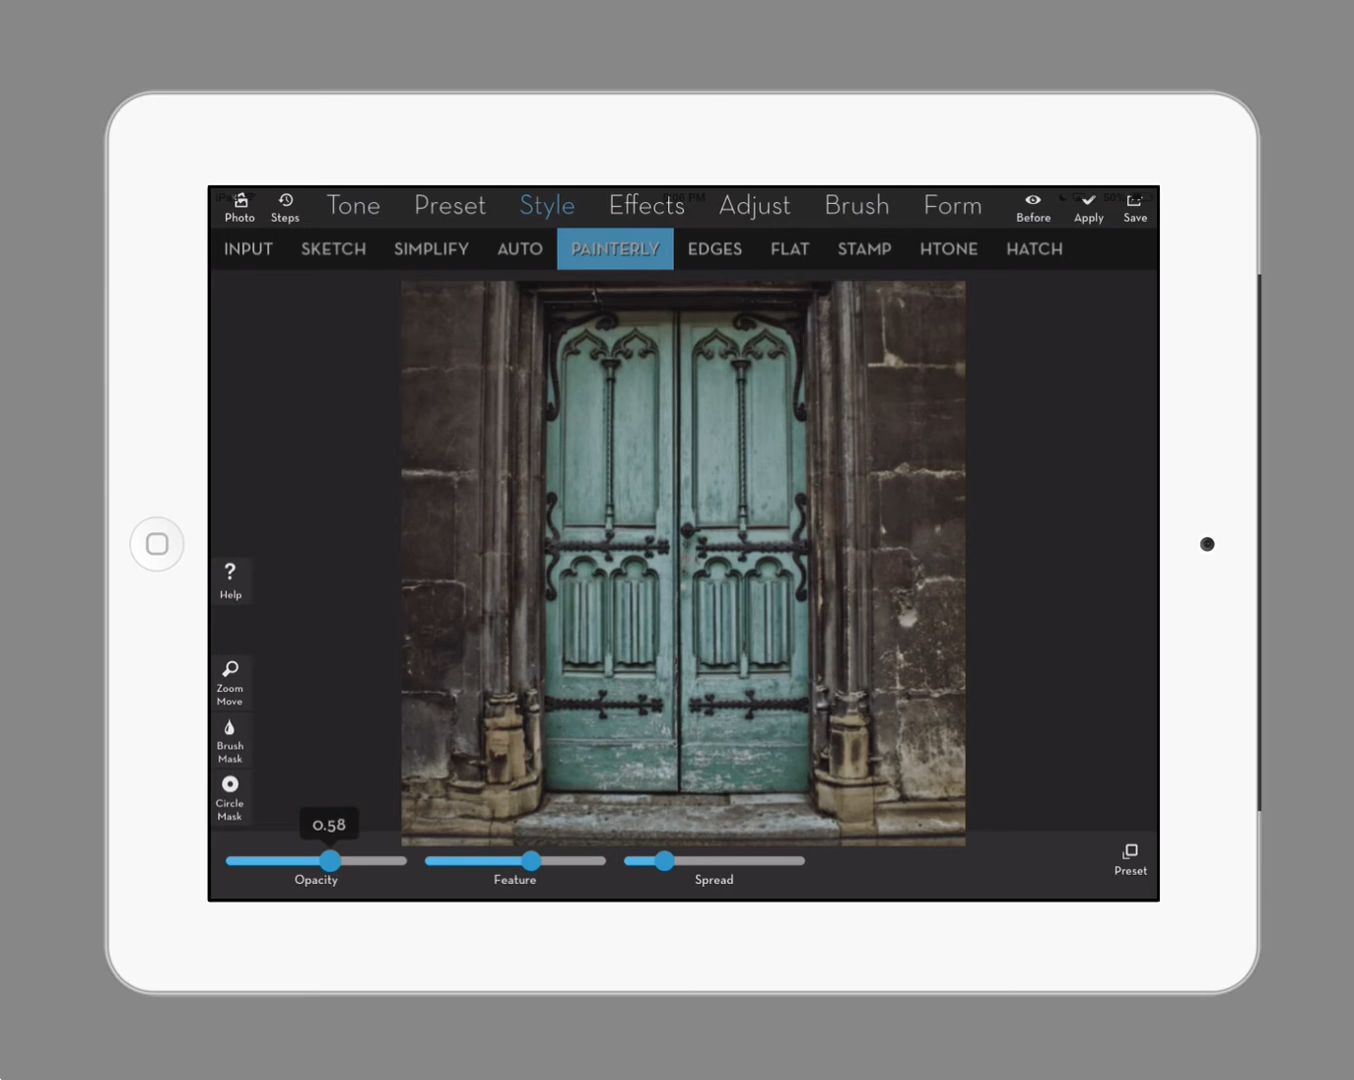 Photo Steps Tone Preset Style Effects Adjust Brush Form Before Apply Save
INPUT SKETCH SIMPLIFY AUTO PAINTERLY EDGES FLAT STAMP HTONE HATCH
?
Help
Zoom
Move
Brush
Mask
Circle
Mask
0.58
Opacity Feature Spread Preset